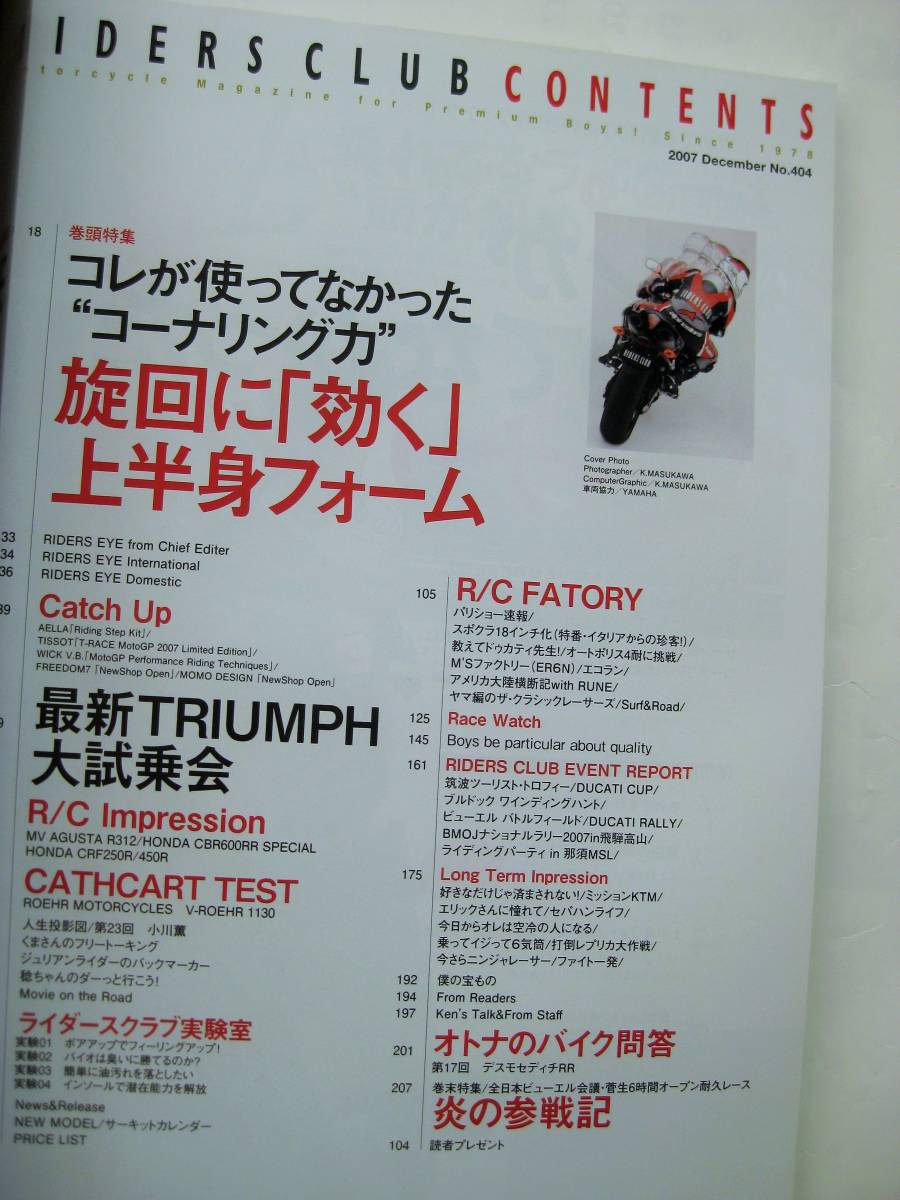 IDERS CLUB CONTENTS
torcycle Magazine for Premium Boys! Since 1978
2007 December No.404
18
巻頭特集
コレが使ってなかった
“コーナリング力”
旋回に「効く」
上半身フォーム
RIDERS CLUB
RIDERS CLUB
Cover Photo
Photographer/K.MASUKAWA
ComputerGraphic/K.MASUKAWA
車両協力/YAMAHA
33 RIDERS EYE from Chief Editer
34 RIDERS EYE International
36 RIDERS EYE Domestic
39 Catch Up
AELLA「Riding Step Kit」/
TISSOT「T-RACE MotoGP 2007 Limited Edition」/
WICK V.B.「MotoGP Performance Riding Techniques」/
FREEDOM7 「NewShop Open」/MOMO DESIGN 「NewShop Open」
9 最新TRIUMPH
大試乗会
R/C Impression
MV AGUSTA R312/HONDA CBR600RR SPECIAL
HONDA CRF250R/450R
CATHCART TEST
ROEHR MOTORCYCLES V-ROEHR 1130
人生投影図/第23回 小川薫
くまさんのフリートーキング
ジュリアンライダーのバックマーカー
稔ちゃんのダーっと行こう!
Movie on the Road
ライダースクラブ実験室
実験01 ボアアップでフィーリングアップ!
実験02 バイオは臭いに勝てるのか?
実験03 簡単に油汚れを落としたい
実験04 インソールで潜在能力を解放
News&Release
NEW MODEL/サーキットカレンダー
PRICE LIST
105 R/C FATORY
パリショー速報/
スポクラ18インチ化(特番・イタリアからの珍客!)/
教えてドゥカティ先生!/オートポリス4耐に挑戦/
M'Sファクトリー(ER6N)/エコラン/
アメリカ大陸横断記with RUNE/
ヤマ編のザ・クラシックレーサーズ/Surf&Road/
125 Race Watch
145 Boys be particular about quality
161 RIDERS CLUB EVENT REPORT
筑波ツーリスト・トロフィー/DUCATI CUP/
ブルドック ワインディングハント/
ビューエル バトルフィールド/DUCATI RALLY/
BMOJナショナルラリー2007in飛騨高山/
ライディングパーティ in 那須MSL/
175 Long Term Inpression
好きなだけじゃ済まされない!/ミッションKTM/
エリックさんに憧れて/セバハンライフ/
今日からオレは空冷の人になる/
乗ってイジって6気筒/打倒レプリカ大作戦/
今さらニンジャレーサー/ファイト一発/
192 僕の宝もの
194 From Readers
197 Ken's Talk&From Staff
201 オトナのバイク問答
第17回 デスモセディチRR
207 巻末特集/全日本ビューエル会議・菅生6時間オープン耐久レース
炎の参戦記
104 読者プレゼント